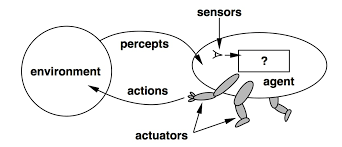 sensors
percepts
?
environment
agent
actions
actuators